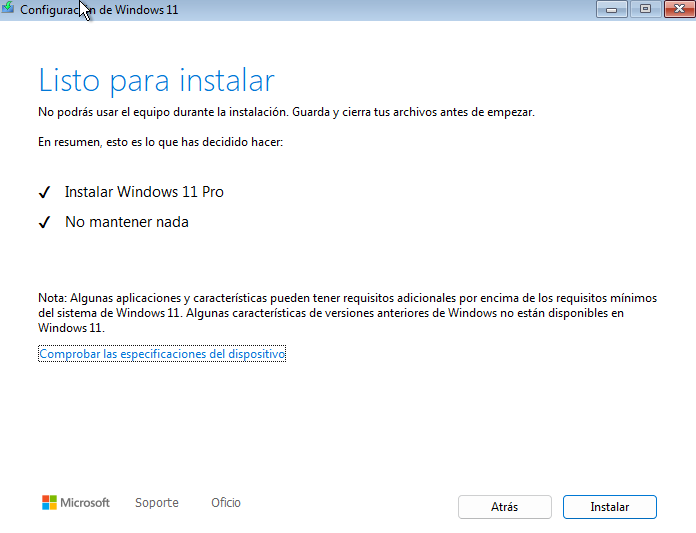 Configuración de Windows 11
Listo para instalar
No podrás usar el equipo durante la instalación. Guarda y cierra tus archivos antes de empezar.
En resumen, esto es lo que has decidido hacer:
Instalar Windows 11 Pro
No mantener nada
Nota: Algunas aplicaciones y características pueden tener requisitos adicionales por encima de los requisitos mínimos
del sistema de Windows 11. Algunas características de versiones anteriores de Windows no están disponibles en
Windows 11.
Comprobar las especificaciones del dispositivo
Microsoft Soporte Oficio Atrás Instalar